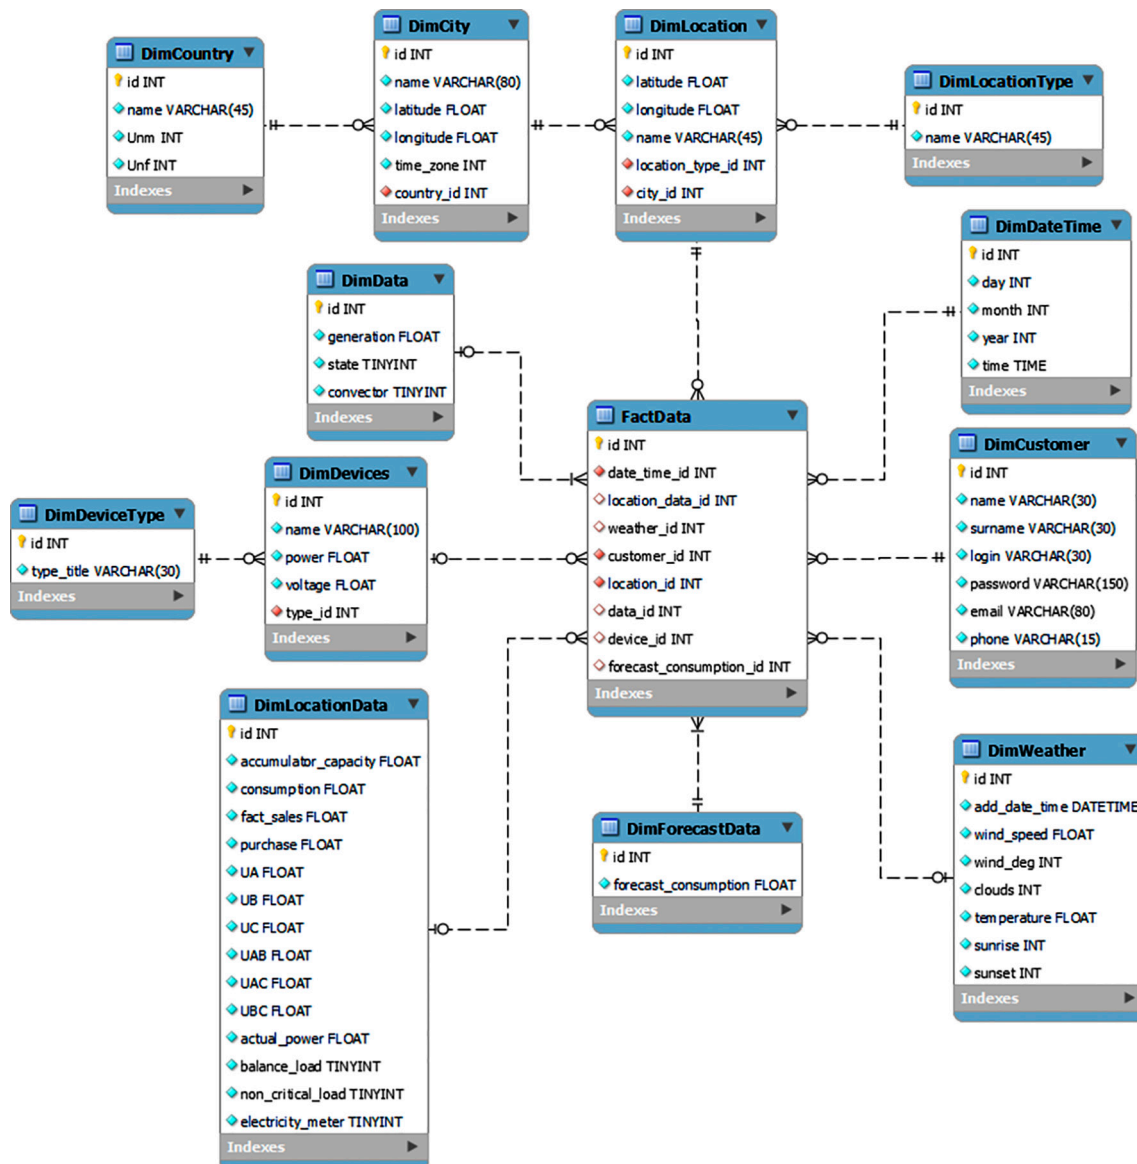 DimCountry
id INT
name VARCHAR(45)
Unm INT
Unf INT
Indexes
DimCity
id INT
name VARCHAR(80)
latitude FLOAT
longitude FLOAT
time_zone INT
country_id INT
Indexes
DimLocation
id INT
latitude FLOAT
longitude FLOAT
name VARCHAR(45)
location_type_id INT
city_id INT
Indexes
DimLocationType
id INT
name VARCHAR(45)
Indexes
DimDateTime
id INT
day INT
month INT
year INT
time TIME
Indexes
DimData
id INT
generation FLOAT
state TINYINT
convector TINYINT
Indexes
FactData
id INT
date_time_id INT
location_data_id INT
weather_id INT
customer_id INT
location_id INT
data_id INT
device_id INT
forecast_consumption_id INT
Indexes
DimCustomer
id INT
name VARCHAR(30)
surname VARCHAR(30)
login VARCHAR(30)
password VARCHAR(150)
email VARCHAR(80)
phone VARCHAR(15)
Indexes
DimDevices
id INT
name VARCHAR(100)
power FLOAT
voltage FLOAT
type_id INT
Indexes
DimDeviceType
id INT
type_title VARCHAR(30)
Indexes
DimLocationData
id INT
accumulator_capacity FLOAT
consumption FLOAT
fact_sales FLOAT
purchase FLOAT
UA FLOAT
UB FLOAT
UC FLOAT
UAB FLOAT
UAC FLOAT
UBC FLOAT
actual_power FLOAT
balance_load TINYINT
non_critical_load TINYINT
electricity_meter TINYINT
Indexes
DimForecastData
id INT
forecast_consumption FLOAT
Indexes
DimWeather
id INT
add_date_time DATETIME
wind_speed FLOAT
wind_deg INT
clouds INT
temperature FLOAT
sunrise INT
sunset INT
Indexes